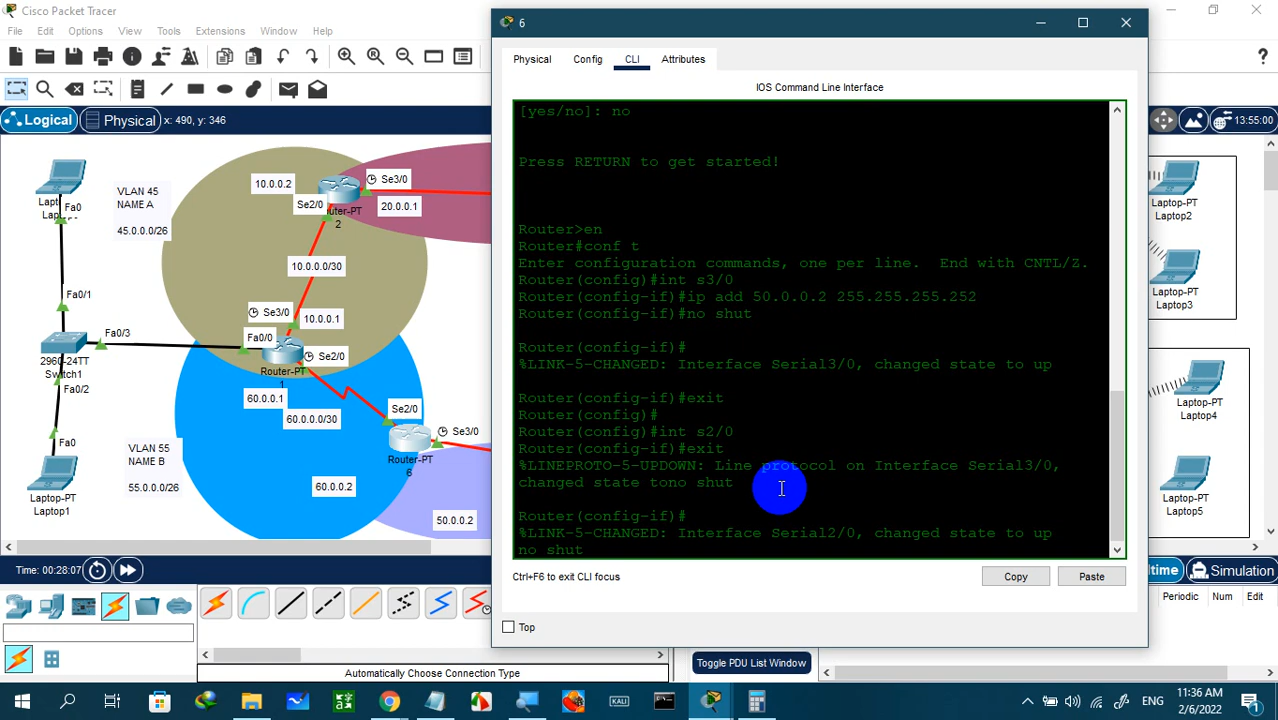 Cisco Packet Tracer
File Edit Options View Tools Extensions Window Help
Logical
Physical
x: 490, y: 346
13:55:00
6
Physical Config CLI Attributes
IOS Command Line Interface
[yes/no]: no
Press RETURN to get started!
Router>en
Router#conf t
Enter configuration commands, one per line.  End with CNTL/Z.
Router(config)#int s3/0
Router(config-if)#ip add 50.0.0.2 255.255.255.252
Router(config-if)#no shut
Router(config-if)#
%LINK-5-CHANGED: Interface Serial3/0, changed state to up
Router(config-if)#exit
Router(config)#
Router(config)#int s2/0
Router(config-if)#exit
%LINEPROTO-5-UPDOWN: Line protocol on Interface Serial3/0,
changed state tono shut
Router(config-if)#
%LINK-5-CHANGED: Interface Serial2/0, changed state to up
no shut
Ctrl+F6 to exit CLI focus
Copy
Paste
Top
Fa0
VLAN 45
NAME A
45.0.0.0/26
10.0.0.2
Se3/0
Se2/0
20.0.0.1
2
10.0.0.0/30
Fa0/1
Se3/0
10.0.0.1
Fa0/3
Fa0/0
Se2/0
2960-24TT
Switch1
Router-PT
1
Fa0/2
60.0.0.1
60.0.0.0/30
Se2/0
Se3/0
Fa0
VLAN 55
NAME B
55.0.0.0/26
Router-PT
6
Laptop-PT
Laptop1
60.0.0.2
50.0.0.2
Laptop-PT
Laptop2
Laptop-PT
Laptop3
Laptop-PT
Laptop4
Laptop-PT
Laptop5
Time: 00:28:07
Simulation
Periodic Num Edit
Toggle PDU List Window
Automatically Choose Connection Type
KALI
ENG
11:36 AM
2/6/2022
1